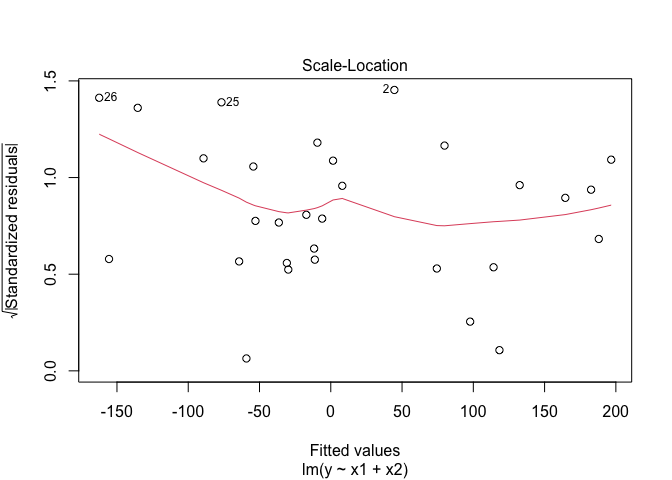 Scale-Location
√|Standardized residuals|
1.5
1.0
0.5
0.0
26
25
2
-150 -100 -50 0 50 100 150 200
Fitted values
lm(y ~ x1 + x2)